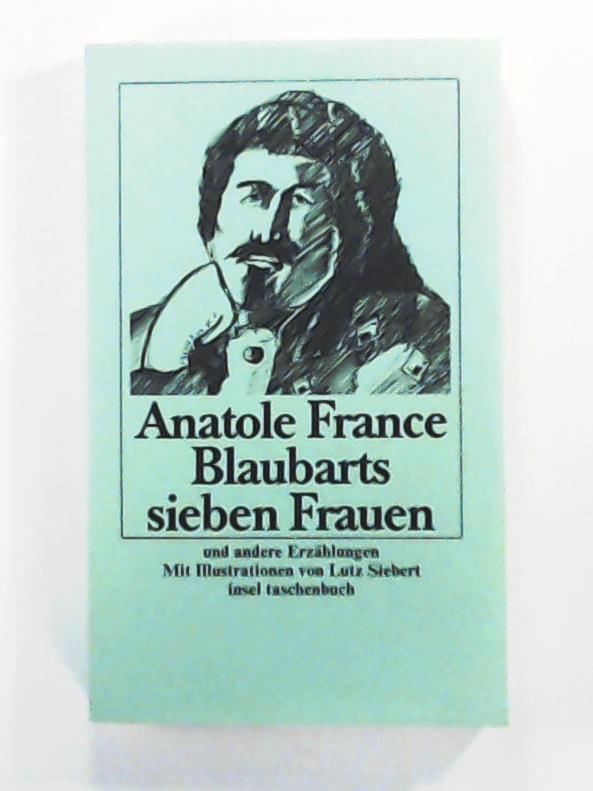 Anatole France
Blaubarts
sieben Frauen
und andere Erzählungen
Mit Illustrationen von Lutz Siebert
insel taschenbuch